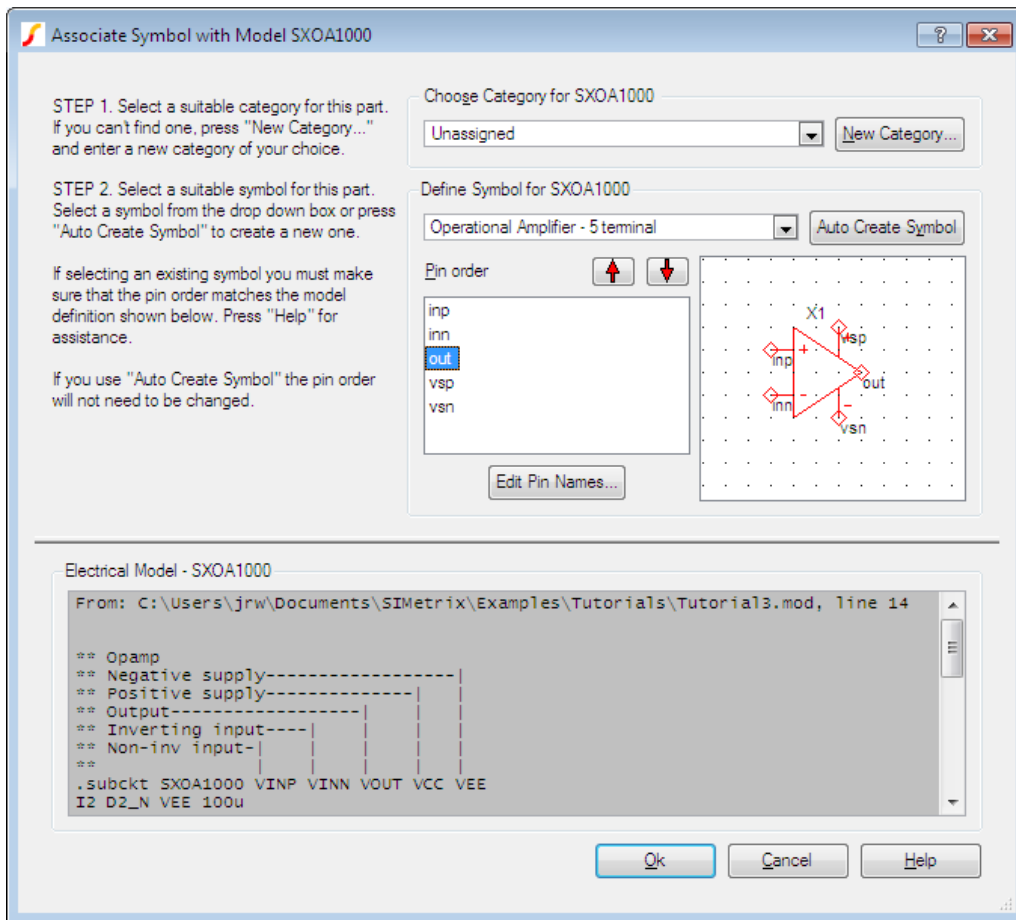 Associate Symbol with Model SXOA1000
STEP 1. Select a suitable category for this part.
If you can't find one, press "New Category..."
and enter a new category of your choice.
STEP 2. Select a suitable symbol for this part.
Select a symbol from the drop down box or press
"Auto Create Symbol" to create a new one.
If selecting an existing symbol you must make
sure that the pin order matches the model
definition shown below. Press "Help" for
assistance.
If you use "Auto Create Symbol" the pin order
will not need to be changed.
Choose Category for SXOA1000
Unassigned
New Category...
Define Symbol for SXOA1000
Operational Amplifier - 5 terminal
Auto Create Symbol
Pin order
inp
inn
out
vsp
vsn
Edit Pin Names...
X1
vsp
inp
out
inn
vsn
Electrical Model - SXOA1000
From: C:\Users\jrw\Documents\SIMetrix\Examples\Tutorials\Tutorial3.mod, line 14
** Opamp
** Negative supply------------------|
** Positive supply--------------|   |
** Output------------------|    |   |
** Inverting input----|    |    |   |
** Non-inv input-|    |    |    |   |
**               |    |    |    |   |
.subckt SXOA1000 VINP VINN VOUT VCC VEE
I2 D2_N VEE 100u
Ok
Cancel
Help